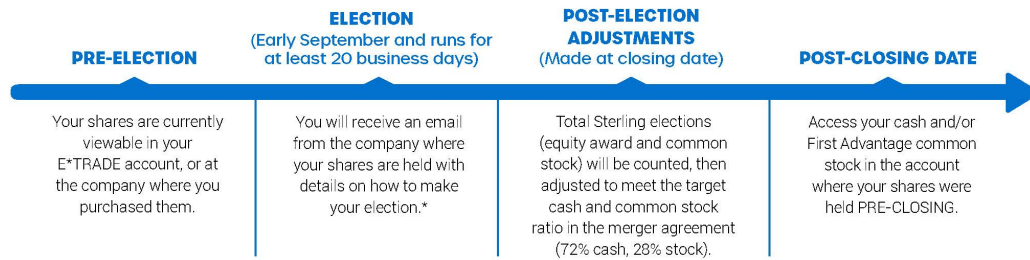 PRE-ELECTION
Your shares are currently
viewable in your
E*TRADE account, or at
the company where you
purchased them.
ELECTION
(Early September and runs for
at least 20 business days)
You will receive an email
from the company where
your shares are held with
details on how to make
your election.*
POST-ELECTION
ADJUSTMENTS
(Made at closing date)
Total Sterling elections
(equity award and common
stock) will be counted, then
adjusted to meet the target
cash and common stock
ratio in the merger agreement
(72% cash, 28% stock).
POST-CLOSING DATE
Access your cash and/or
First Advantage common
stock in the account
where your shares were
held PRE-CLOSING.